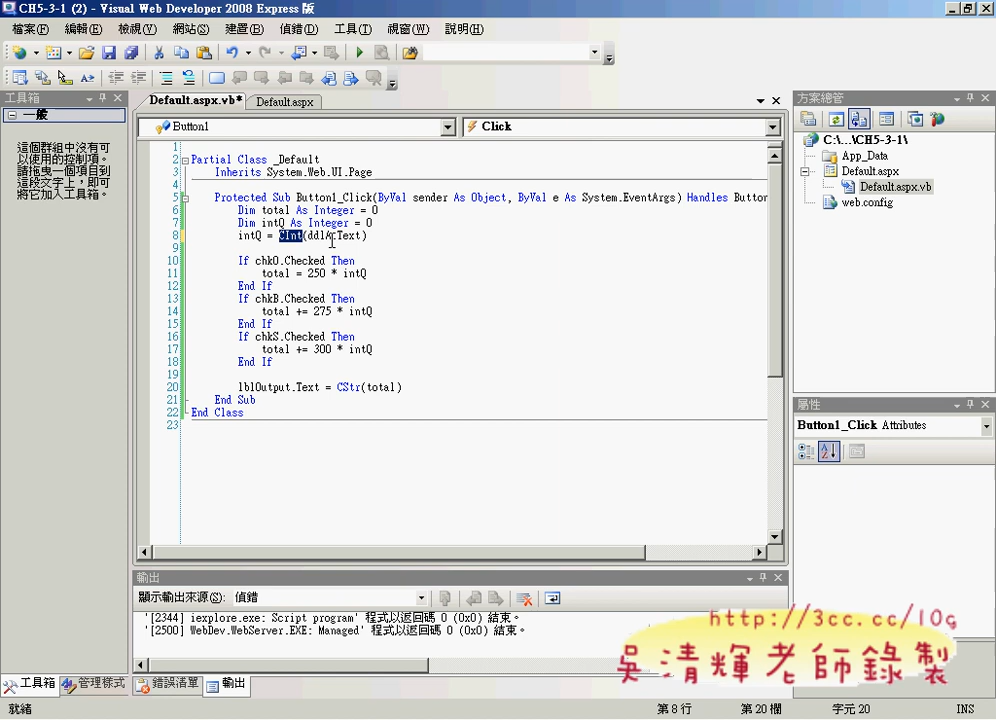 CH5-3-1 (2) - Visual Web Developer 2008 Express 版
檔案(F) 編輯(E) 檢視(V) 網站(S) 建置(B) 偵錯(D) 工具(T) 視窗(W) 說明(H)
工具箱
一般
這個群組中沒有可
以使用的控制項。
請拖曳一個項目到
這段文字上，即可
將它加入工具箱。
Default.aspx.vb* Default.aspx
Button1 Click
1
2 Partial Class _Default
3 Inherits System.Web.UI.Page
4
5 Protected Sub Button1_Click(ByVal sender As Object, ByVal e As System.EventArgs) Handles Button
6 Dim total As Integer = 0
7 Dim intQ As Integer = 0
8 intQ = CInt(ddlA.Text)
9
10 If chkO.Checked Then
11 total = 250 * intQ
12 End If
13 If chkB.Checked Then
14 total += 275 * intQ
15 End If
16 If chkS.Checked Then
17 total += 300 * intQ
18 End If
19
20 lblOutput.Text = CStr(total)
21 End Sub
22 End Class
23
方案總管
C:\...\CH5-3-1\
App_Data
Default.aspx
Default.aspx.vb
web.config
屬性
Button1_Click Attributes
輸出
顯示輸出來源(S): 偵錯
'[2344] iexplore.exe: Script program' 程式以返回碼 0 (0x0) 結束。
'[2500] WebDev.WebServer.EXE: Managed' 程式以返回碼 0 (0x0) 結束。
http://3cc.cc/10g
吳清輝老師錄製
工具箱 管理樣式 錯誤清單 輸出
就緒 第 8 行 第 20 欄 字元 20 INS